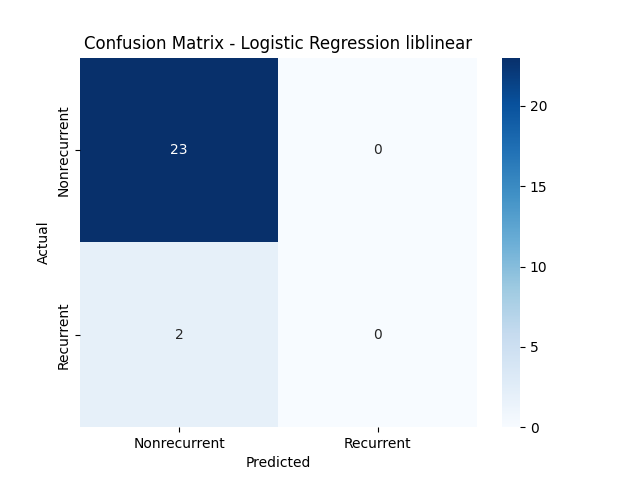 Confusion Matrix - Logistic Regression liblinear
Actual
Nonrecurrent
Recurrent
23
0
2
0
Nonrecurrent
Recurrent
Predicted
20
15
10
5
0